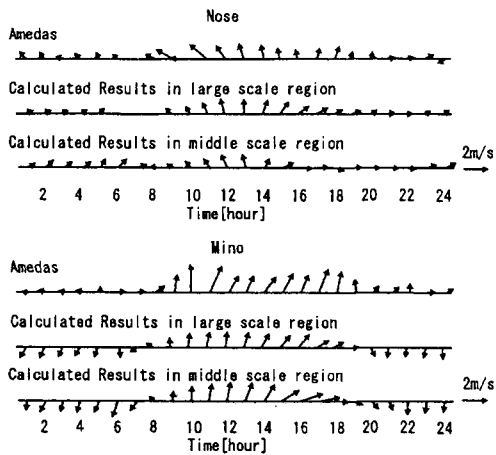 Nose
Amedas
Calculated Results in large scale region
Calculated Results in middle scale region
2m/s
2 4 6 8 10 12 14 16 18 20 22 24
Time[hour]
Mino
Amedas
Calculated Results in large scale region
Calculated Results in middle scale region
2m/s
2 4 6 8 10 12 14 16 18 20 22 24
Time[hour]